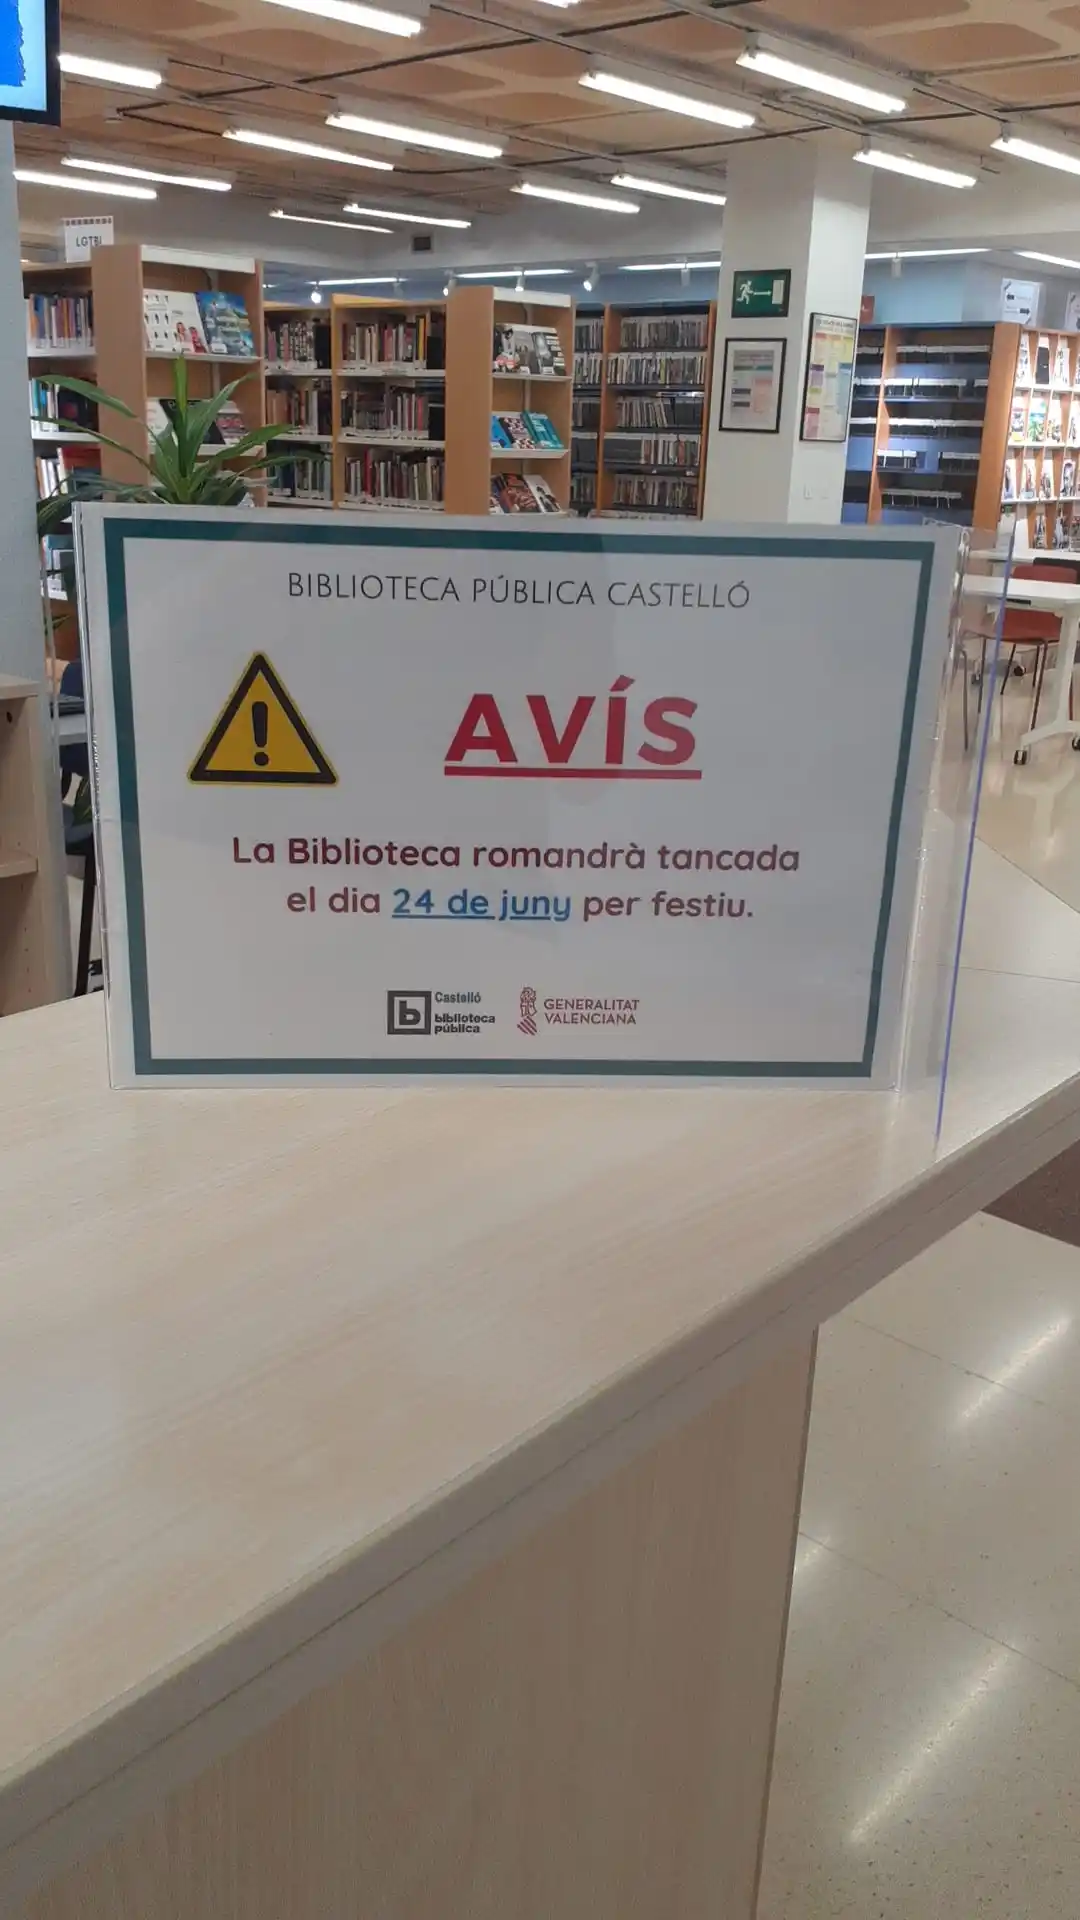 LGTBI
BIBLIOTECA PÚBLICA CASTELLÓ
AVÍS
La Biblioteca romandrà tancada
el dia 24 de juny per festiu.
b
Castelló
biblioteca
pública
GENERALITAT
VALENCIANA